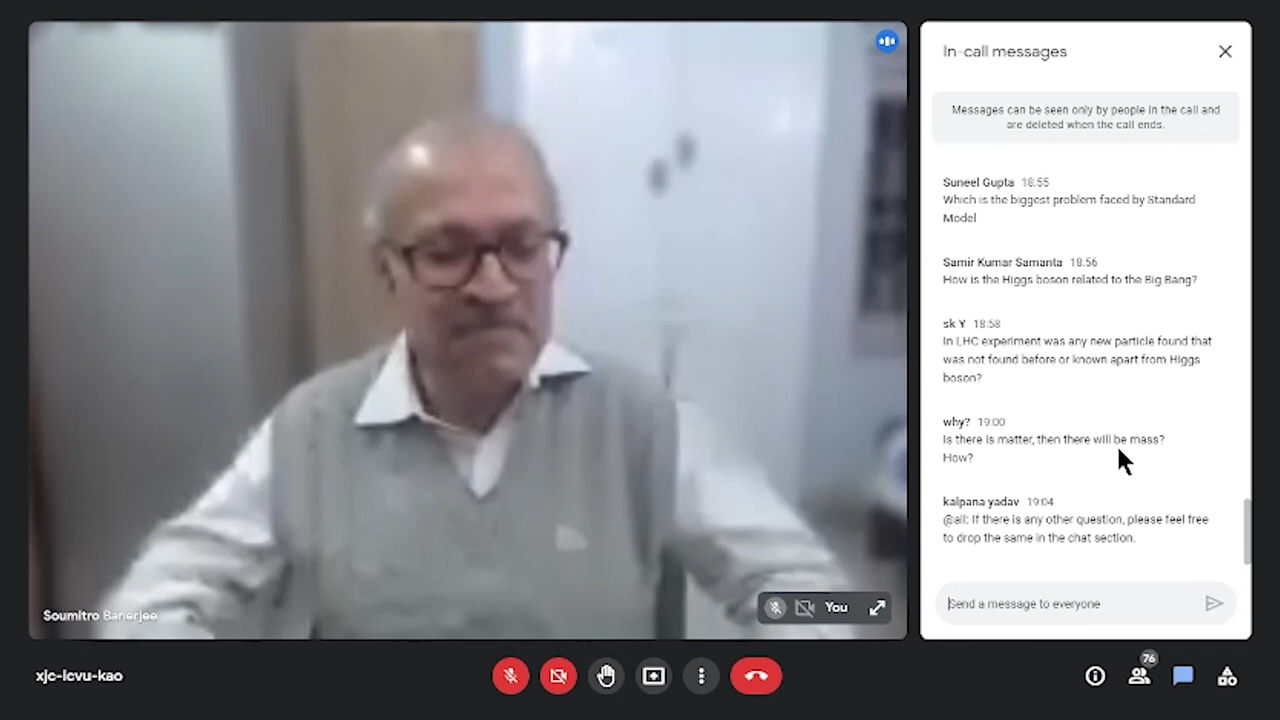 In-call messages
Messages can be seen only by people in the call and
are deleted when the call ends.
Suneel Gupta 18:55
Which is the biggest problem faced by Standard
Model
Samir Kumar Samanta 18:56
How is the Higgs boson related to the Big Bang?
sk Y 18:58
In LHC experiment was any new particle found that
was not found before or known apart from Higgs
boson?
why? 19:00
Is there is matter, then there will be mass?
How?
kalpana yadav 19:04
@all: If there is any other question, please feel free
to drop the same in the chat section.
Send a message to everyone
Soumitro Banerjee
You
xjc-lcvu-kao
76